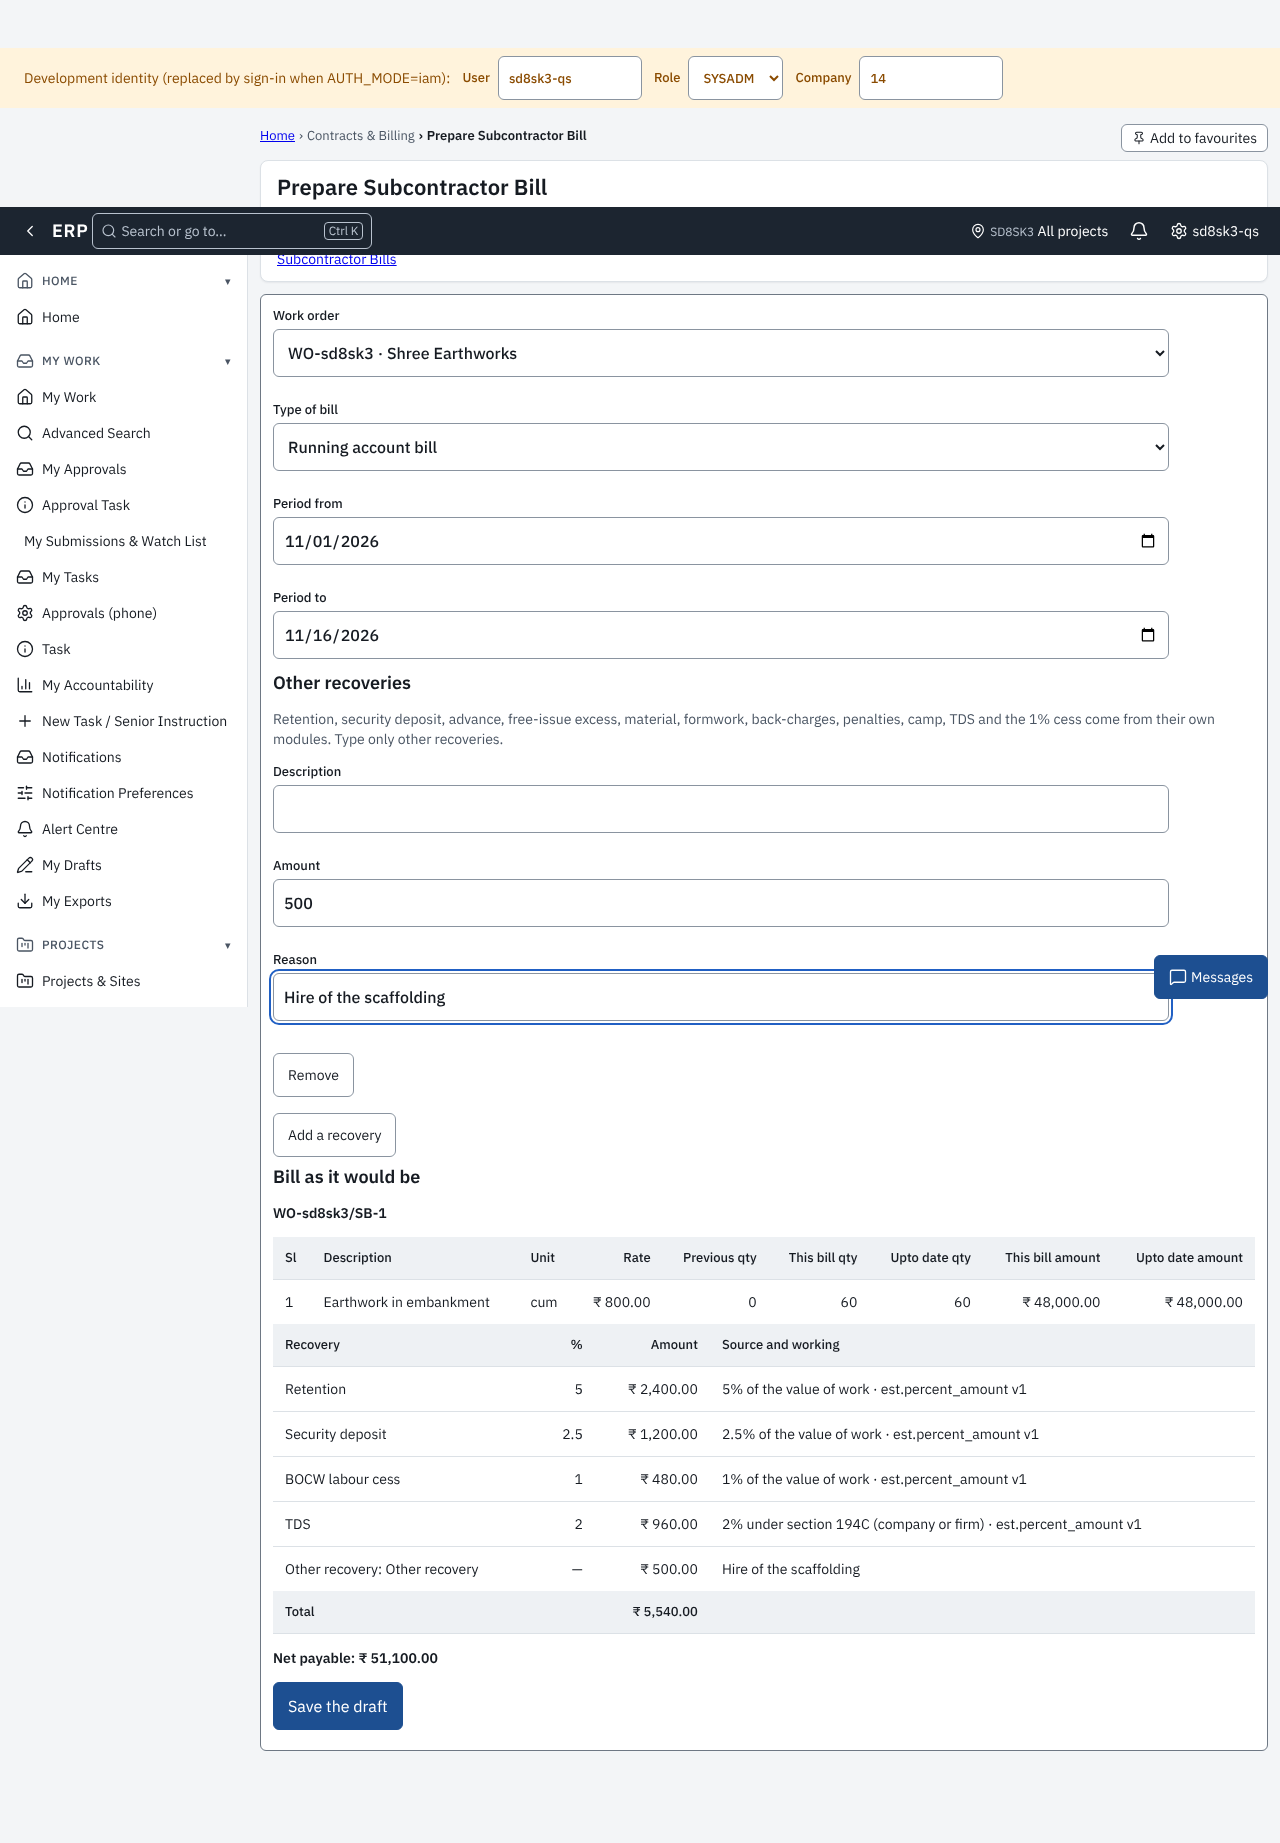 Development identity (replaced by sign-in when AUTH_MODE=iam): User sd8sk3-qs Role SYSADM Company 14
Home › Contracts & Billing › Prepare Subcontractor Bill
Add to favourites
Prepare Subcontractor Bill
ERP Search or go to... Ctrl K SD8SK3 All projects sd8sk3-qs
Subcontractor Bills
HOME
Home
MY WORK
My Work
Advanced Search
My Approvals
Approval Task
My Submissions & Watch List
My Tasks
Approvals (phone)
Task
My Accountability
New Task / Senior Instruction
Notifications
Notification Preferences
Alert Centre
My Drafts
My Exports
PROJECTS
Projects & Sites
Work order
WO-sd8sk3 · Shree Earthworks
Type of bill
Running account bill
Period from
11/01/2026
Period to
11/16/2026
Other recoveries
Retention, security deposit, advance, free-issue excess, material, formwork, back-charges, penalties, camp, TDS and the 1% cess come from their own
modules. Type only other recoveries.
Description
Amount
500
Reason
Hire of the scaffolding
Messages
Remove
Add a recovery
Bill as it would be
WO-sd8sk3/SB-1
Sl Description Unit Rate Previous qty This bill qty Upto date qty This bill amount Upto date amount
1 Earthwork in embankment cum ₹ 800.00 0 60 60 ₹ 48,000.00 ₹ 48,000.00
Recovery % Amount Source and working
Retention 5 ₹ 2,400.00 5% of the value of work · est.percent_amount v1
Security deposit 2.5 ₹ 1,200.00 2.5% of the value of work · est.percent_amount v1
BOCW labour cess 1 ₹ 480.00 1% of the value of work · est.percent_amount v1
TDS 2 ₹ 960.00 2% under section 194C (company or firm) · est.percent_amount v1
Other recovery: Other recovery — ₹ 500.00 Hire of the scaffolding
Total ₹ 5,540.00
Net payable: ₹ 51,100.00
Save the draft